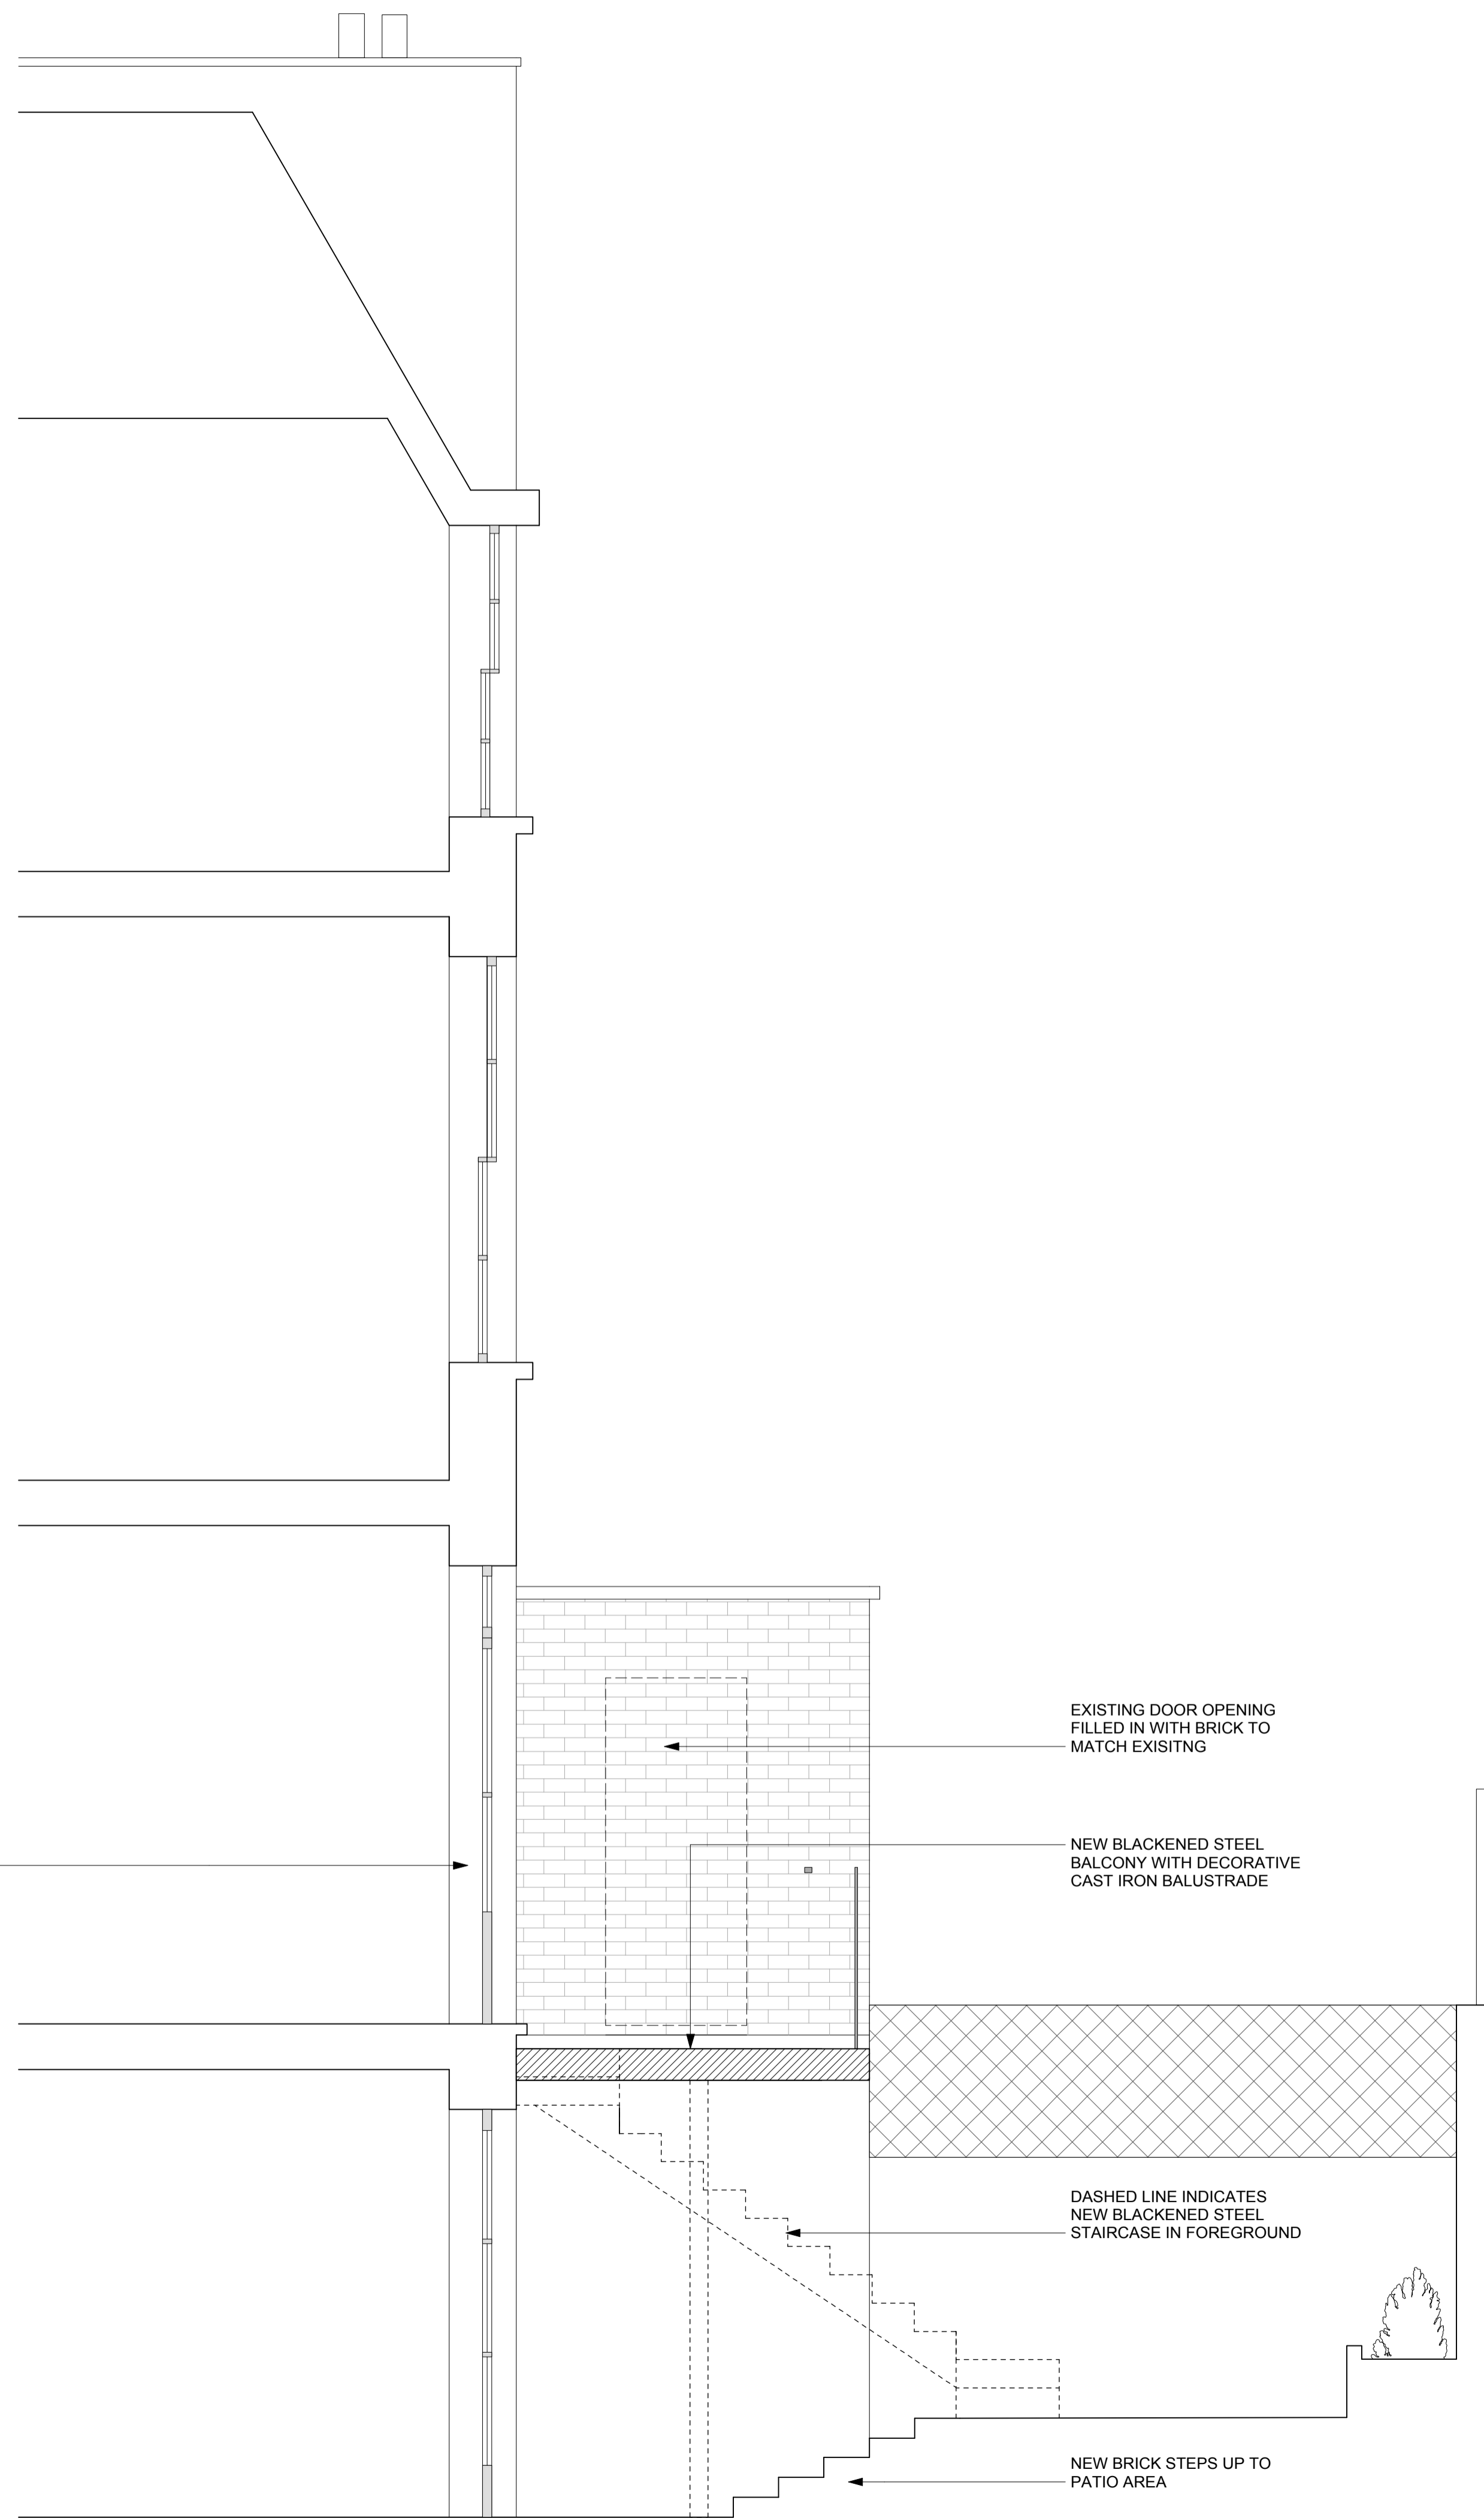 EXISTING DOOR OPENING
FILLED IN WITH BRICK TO
MATCH EXISITNG
NEW BLACKENED STEEL
BALCONY WITH DECORATIVE
CAST IRON BALUSTRADE
DASHED LINE INDICATES
NEW BLACKENED STEEL
STAIRCASE IN FOREGROUND
NEW BRICK STEPS UP TO
PATIO AREA